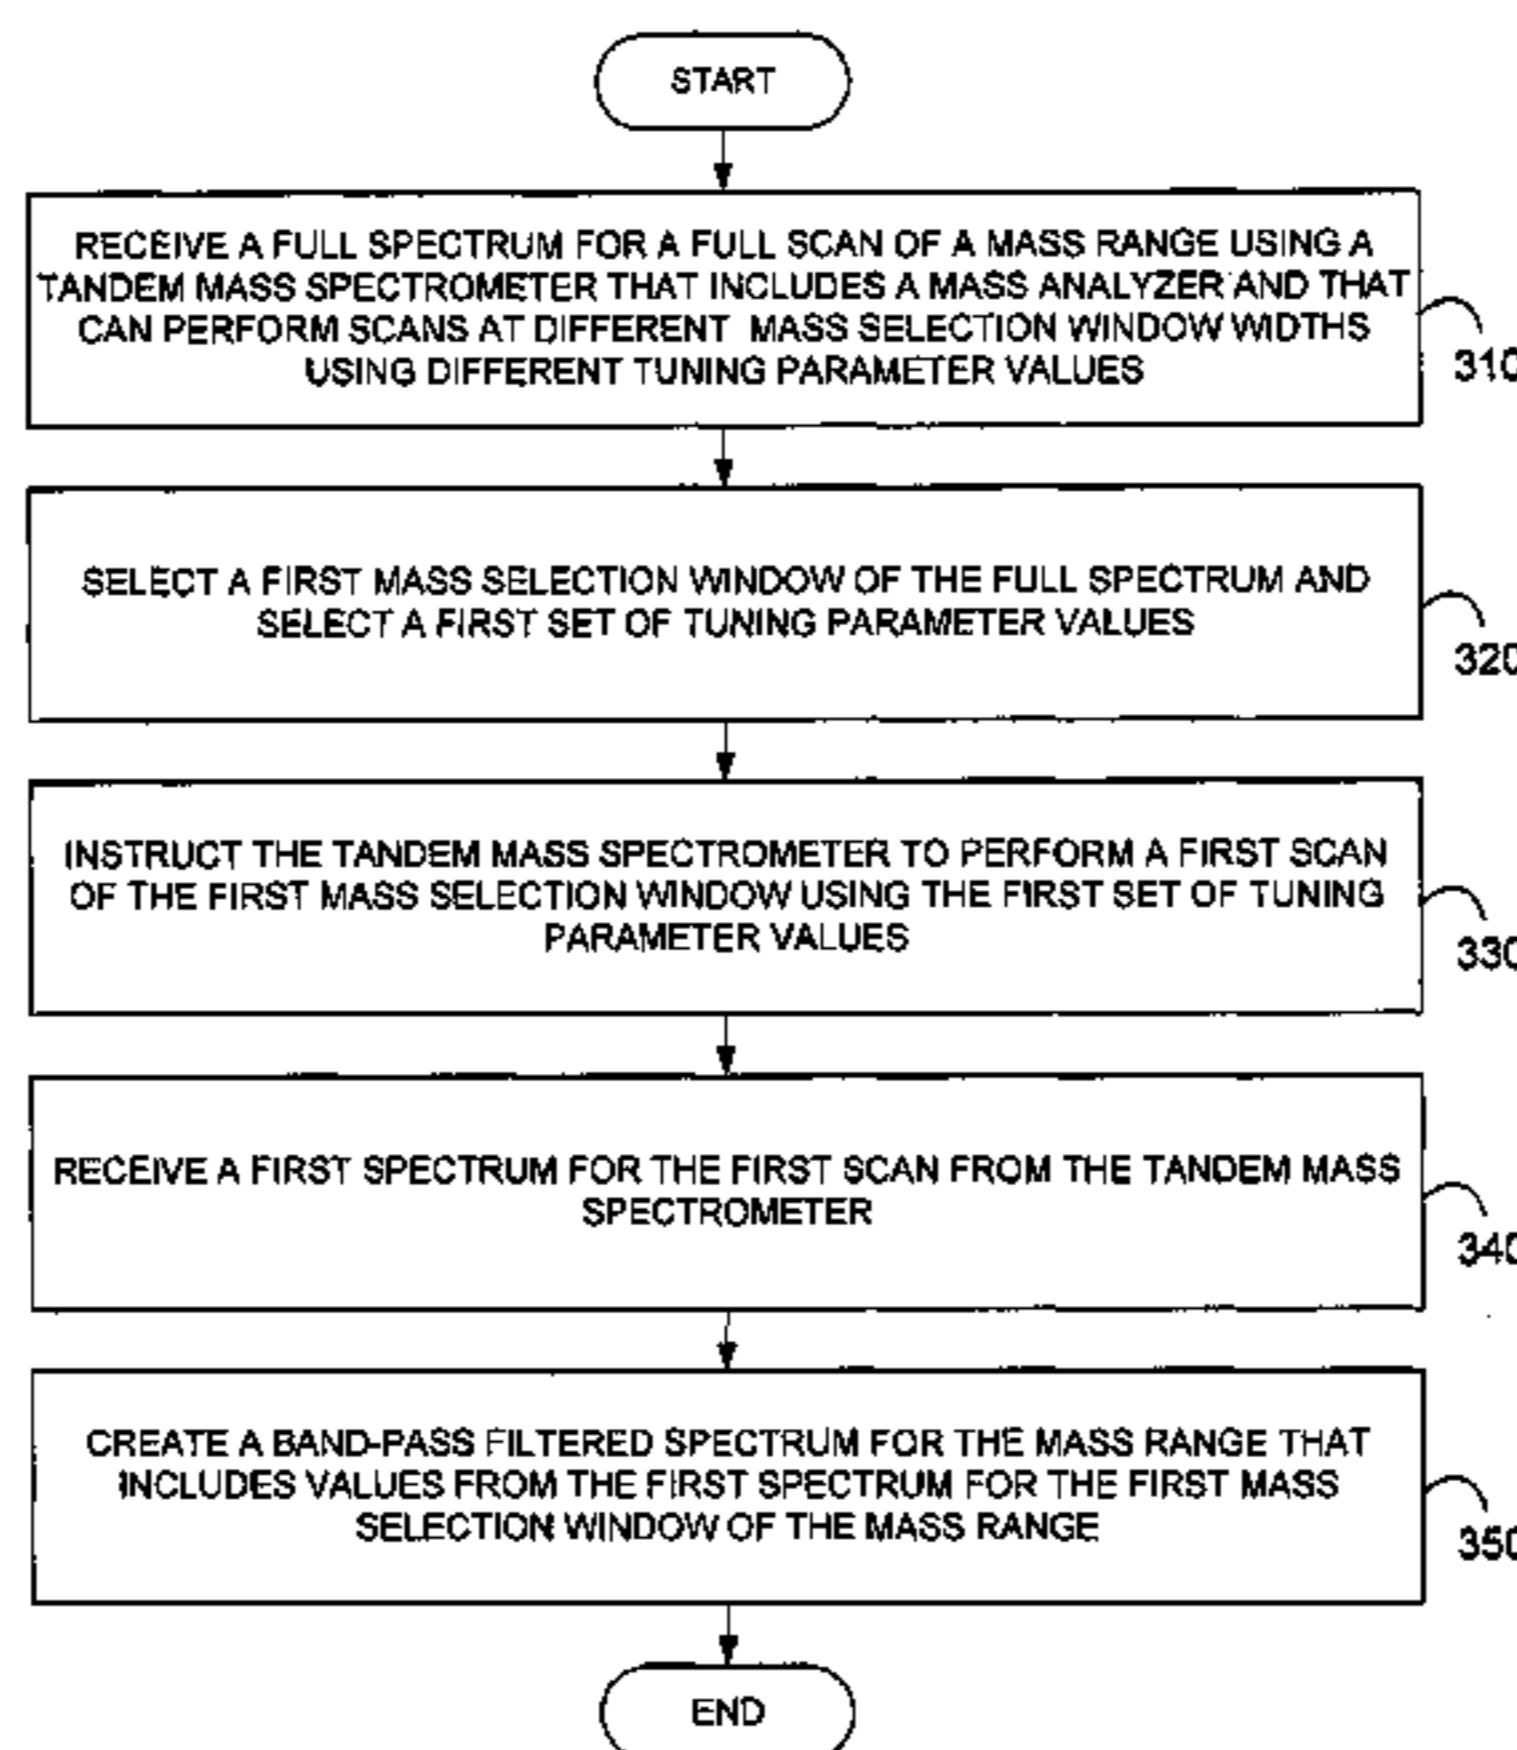 START
RECEIVE A FULL SPECTRUM FOR A FULL SCAN OF A MASS RANGE USING A
TANDEM MASS SPECTROMETER THAT INCLUDES A MASS ANALYZER AND THAT
CAN PERFORM SCANS AT DIFFERENT MASS SELECTION WINDOW WIDTHS
USING DIFFERENT TUNING PARAMETER VALUES
310
SELECT A FIRST MASS SELECTION WINDOW OF THE FULL SPECTRUM AND
SELECT A FIRST SET OF TUNING PARAMETER VALUES
320
INSTRUCT THE TANDEM MASS SPECTROMETER TO PERFORM A FIRST SCAN
OF THE FIRST MASS SELECTION WINDOW USING THE FIRST SET OF TUNING
PARAMETER VALUES
330
RECEIVE A FIRST SPECTRUM FOR THE FIRST SCAN FROM THE TANDEM MASS
SPECTROMETER
340
CREATE A BAND-PASS FILTERED SPECTRUM FOR THE MASS RANGE THAT
INCLUDES VALUES FROM THE FIRST SPECTRUM FOR THE FIRST MASS
SELECTION WINDOW OF THE MASS RANGE
350
END